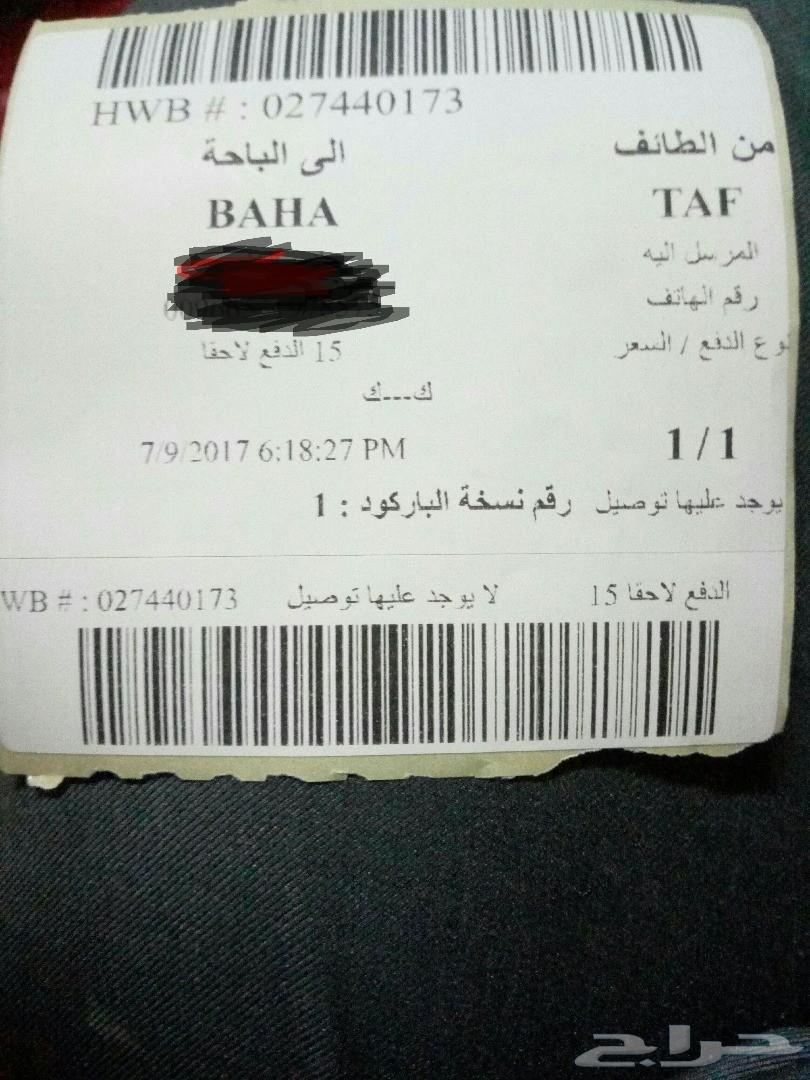 HWB # : 027440173
من الطائف الى الباحة
TAF BAHA
المرسل اليه
رقم الهاتف
نوع الدفع / السعر 15 الدفع لاحقا
ك---ك
1 / 1 7/9/2017 6:18:27 PM
يوجد عليها توصيل رقم نسخة الباركود : 1
الدفع لاحقا 15 لا يوجد عليها توصيل WB # : 027440173
حراج